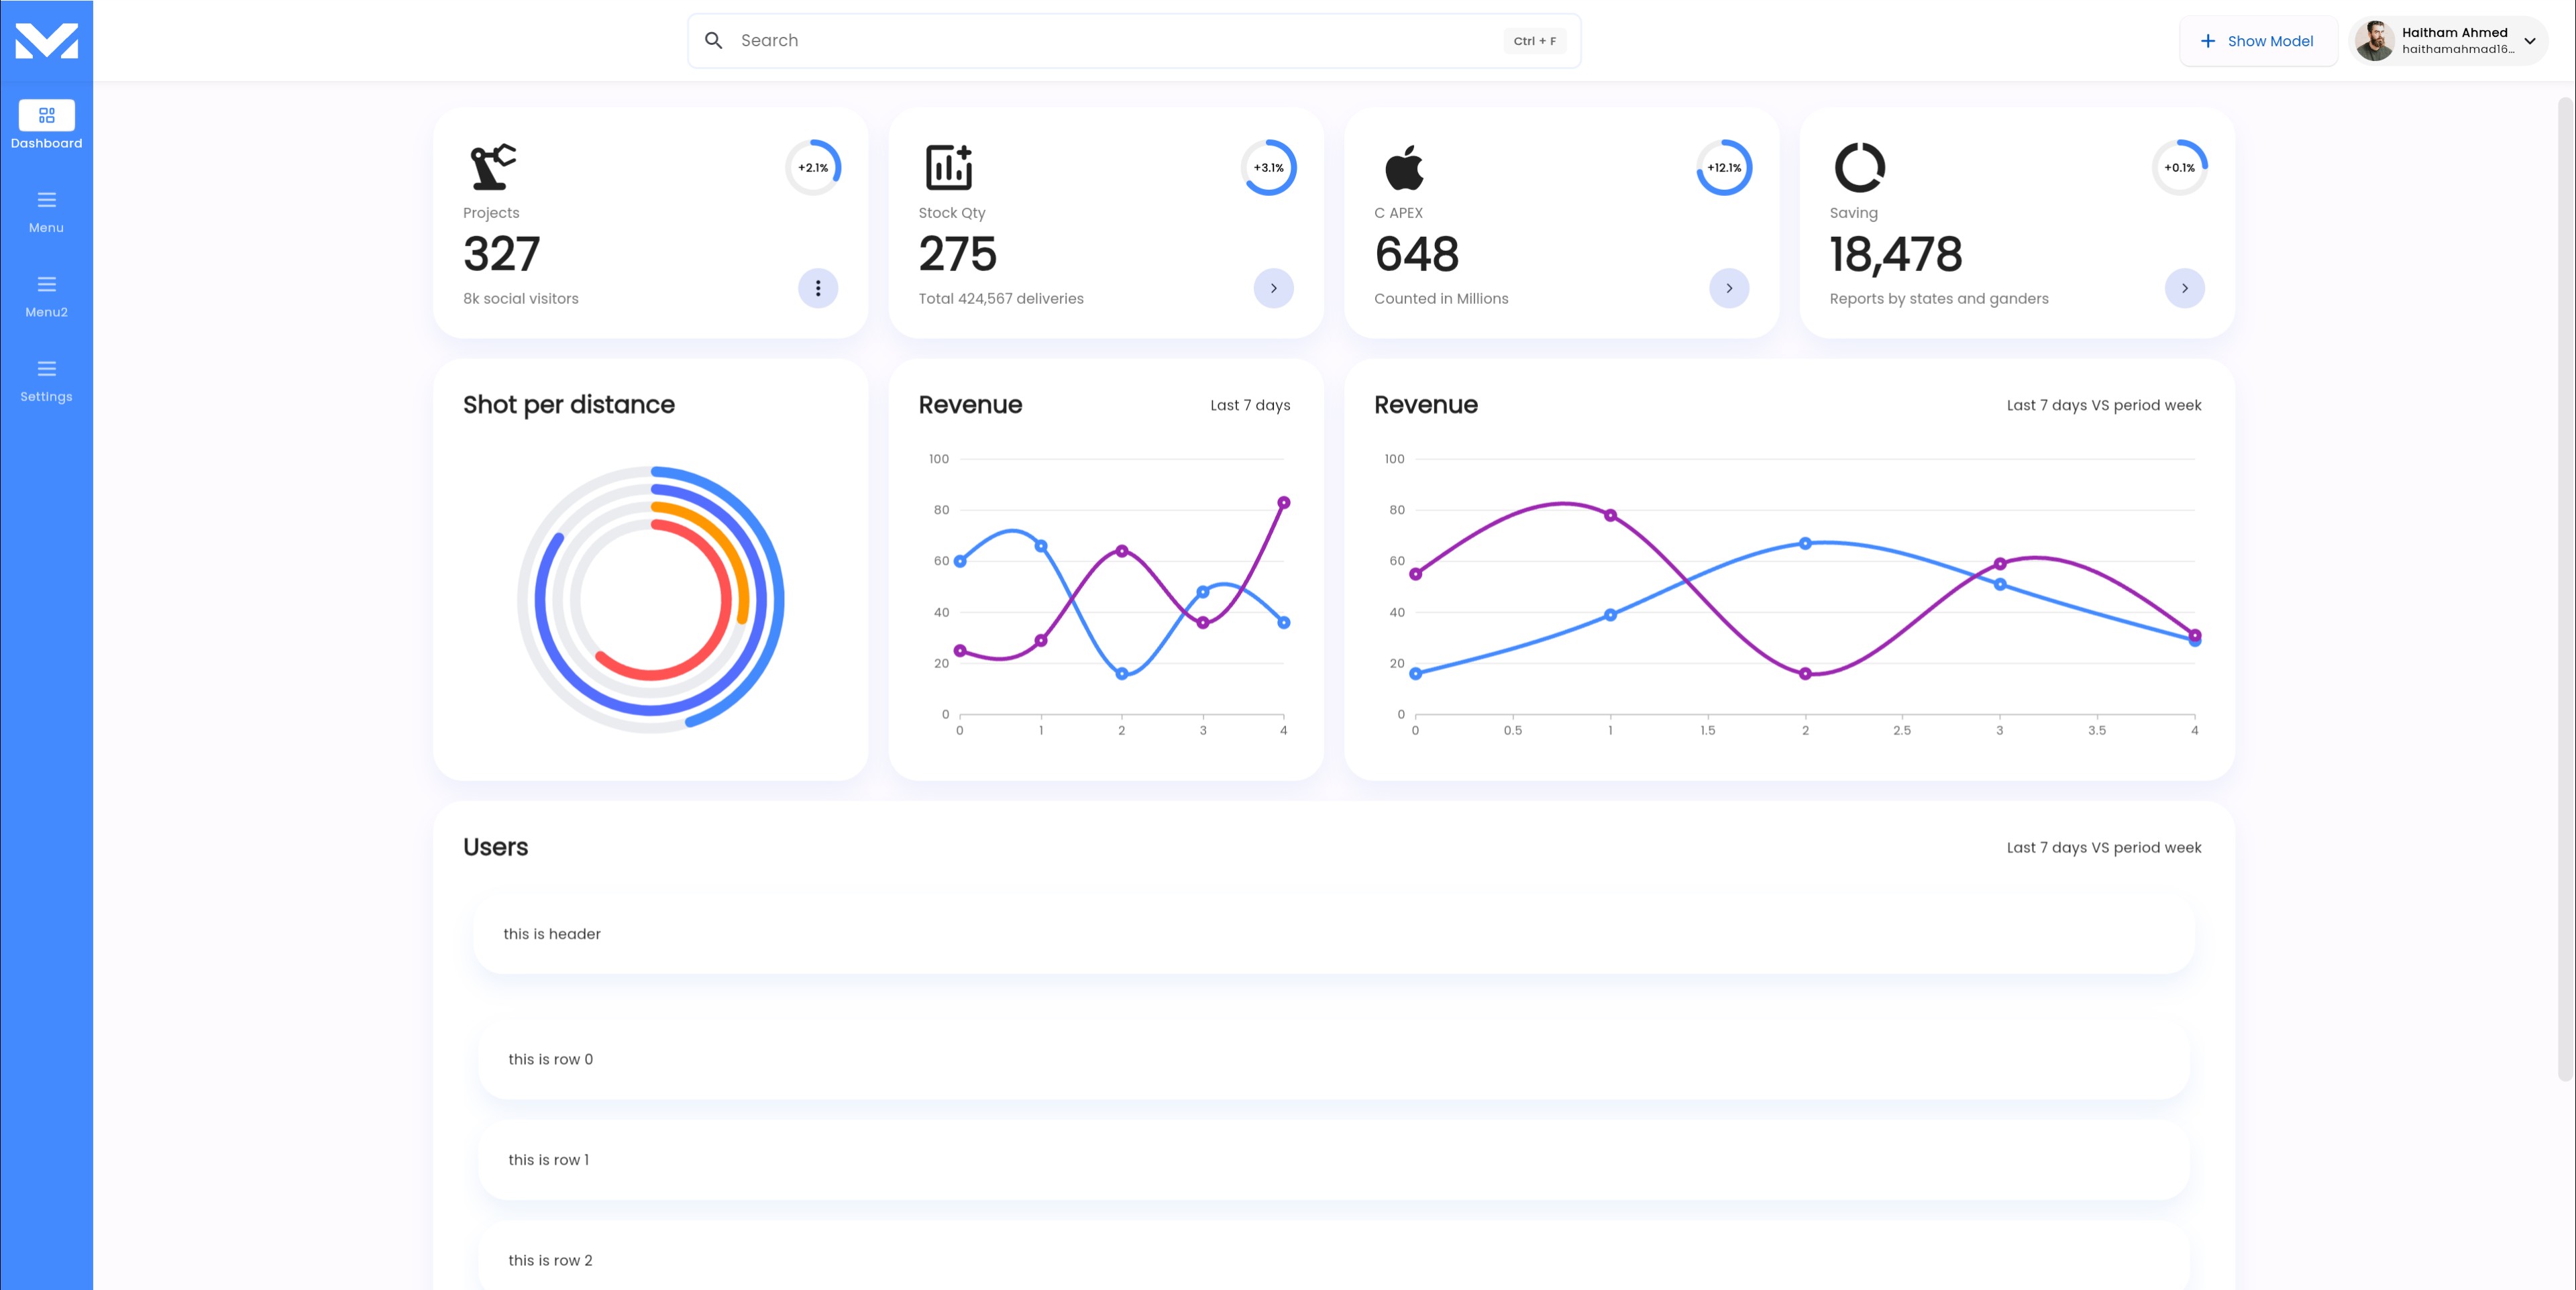 Search
Ctrl + F
Show Model
Haitham Ahmed
haithamahmad16...
Dashboard
Menu
Menu2
Settings
+2.1%
Projects
327
8k social visitors
+3.1%
Stock Qty
275
Total 424,567 deliveries
+12.1%
C APEX
648
Counted in Millions
+0.1%
Saving
18,478
Reports by states and ganders
Shot per distance
Revenue
Last 7 days
100
80
60
40
20
0
0 1 2 3 4
Revenue
Last 7 days VS period week
100
80
60
40
20
0
0 0.5 1 1.5 2 2.5 3 3.5 4
Users
Last 7 days VS period week
this is header
this is row 0
this is row 1
this is row 2